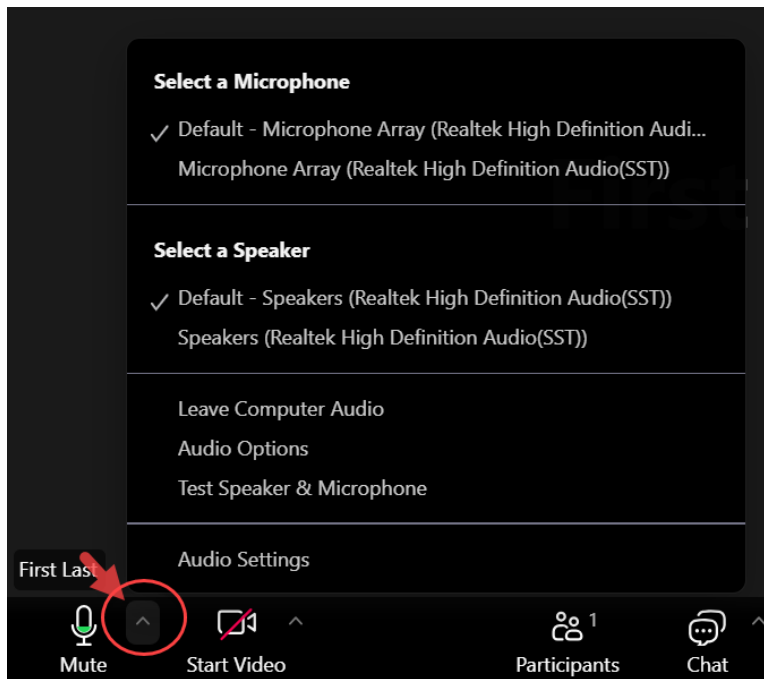 Select a Microphone
Default - Microphone Array (Realtek High Definition Audi...
Microphone Array (Realtek High Definition Audio(SST))
First
Select a Speaker
Default - Speakers (Realtek High Definition Audio(SST))
Speakers (Realtek High Definition Audio(SST))
Leave Computer Audio
Audio Options
Test Speaker & Microphone
Audio Settings
First Last
1
Mute
Start Video
Participants
Chat